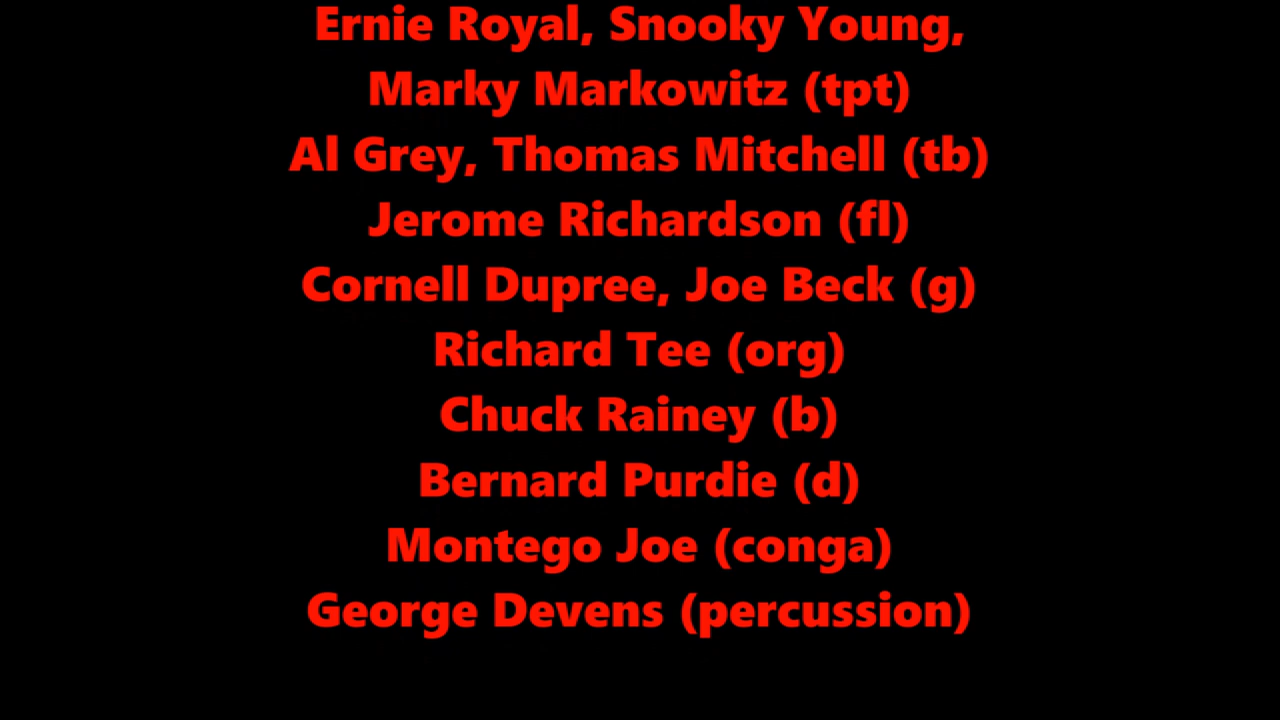 Ernie Royal, Snooky Young,
Marky Markowitz (tpt)
Al Grey, Thomas Mitchell (tb)
Jerome Richardson (fl)
Cornell Dupree, Joe Beck (g)
Richard Tee (org)
Chuck Rainey (b)
Bernard Purdie (d)
Montego Joe (conga)
George Devens (percussion)